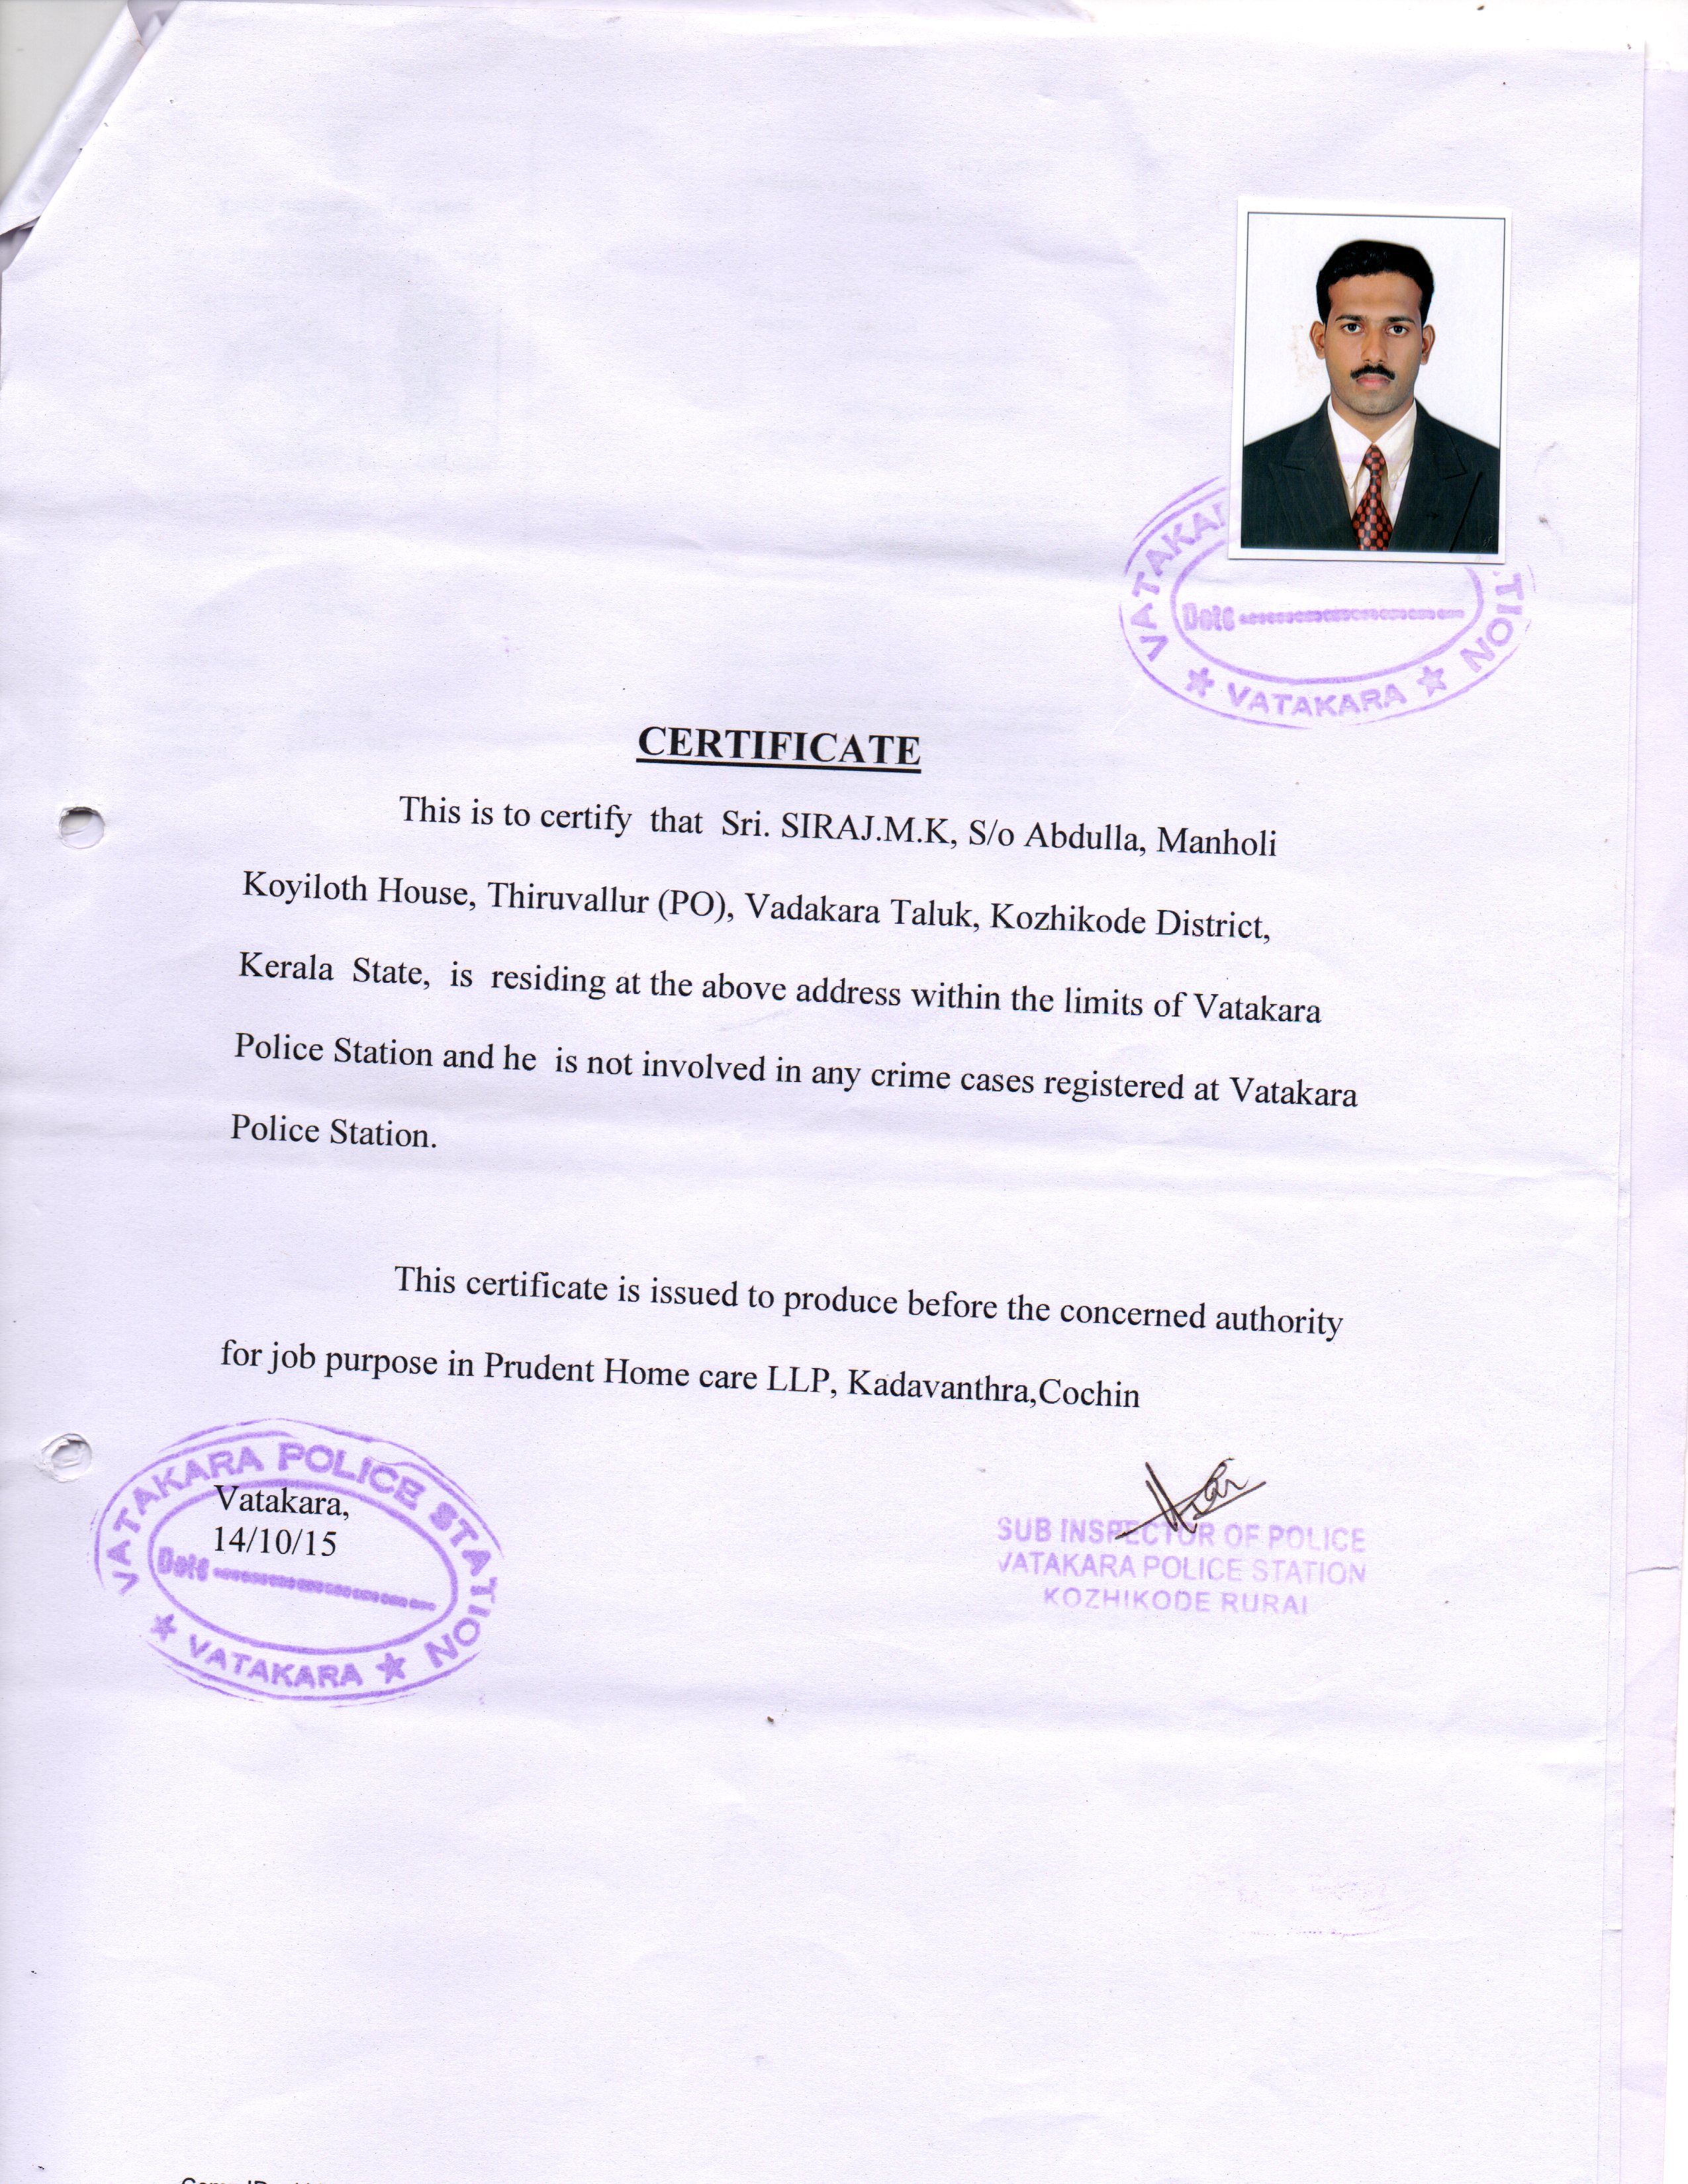 VATAKAR
TION
Date
★ VATAKARA ★
CERTIFICATE
This is to certify that Sri. SIRAJ.M.K, S/o Abdulla, Manholi
Koyiloth House, Thiruvallur (PO), Vadakara Taluk, Kozhikode District,
Kerala State, is residing at the above address within the limits of Vatakara
Police Station and he is not involved in any crime cases registered at Vatakara
Police Station.
This certificate is issued to produce before the concerned authority
for job purpose in Prudent Home care LLP, Kadavanthra,Cochin
VATAKARA POLICE STATION
Vatakara,
14/10/15
Date
★ VATAKARA ★
SUB INSPECTOR OF POLICE
VATAKARA POLICE STATION
KOZHIKODE RURAL